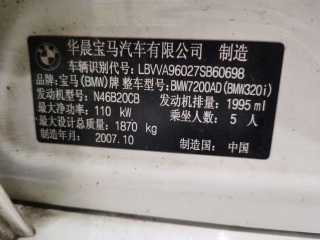 华晨宝马汽车有限公司 制造
车辆识别代号:LBVVA96027SB60698
品牌:宝马(BMW)牌 整车型号:BMW7200AD(BMW320i)
发动机型号:N46B20CB 发动机排量:1995ml
最大净功率:110 kW 乘坐人数:5 人
最大设计总质量:1870 kg
制造年月:2007.10 制造国:中国